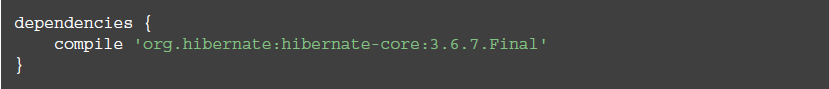 dependencies {
    compile 'org.hibernate:hibernate-core:3.6.7.Final'
}